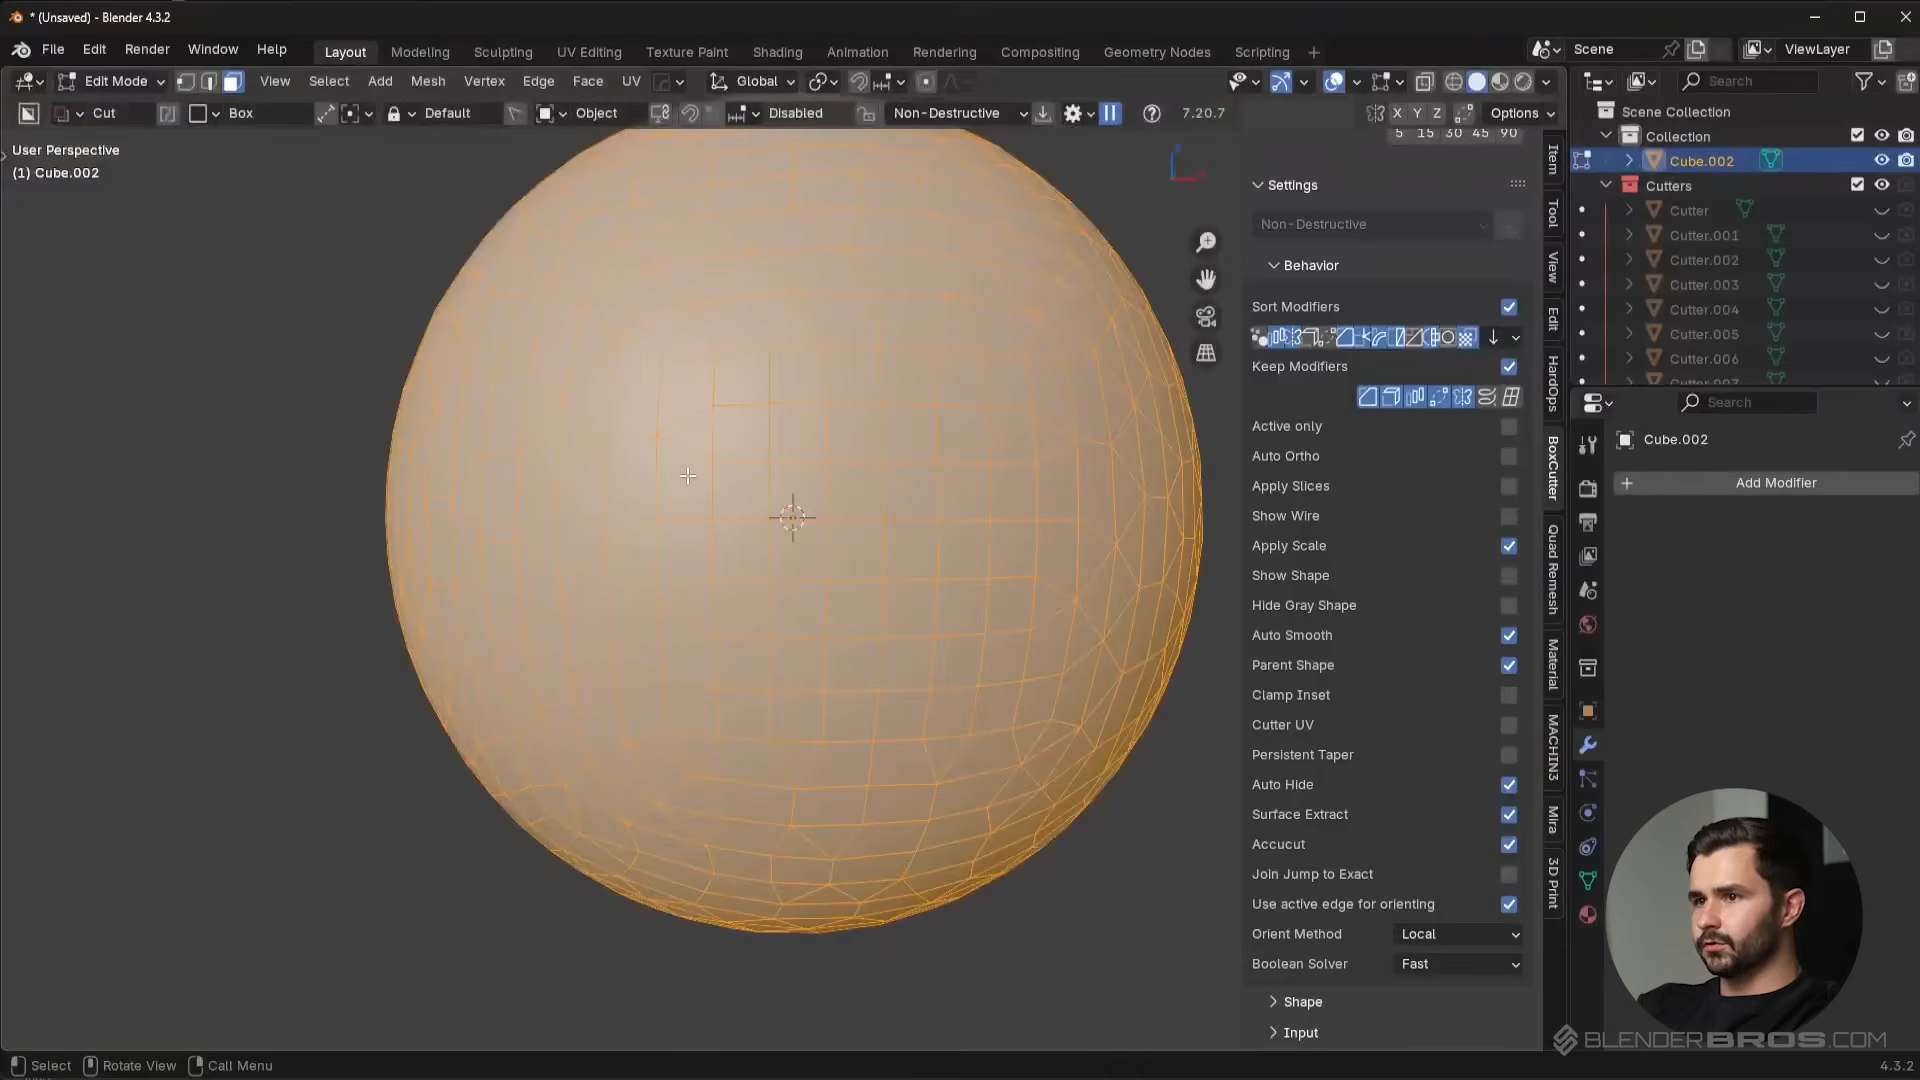 * (Unsaved) - Blender 4.3.2
File Edit Render Window Help Layout Modeling Sculpting UV Editing Texture Paint Shading Animation Rendering Compositing Geometry Nodes Scripting + Scene ViewLayer
Edit Mode View Select Add Mesh Vertex Edge Face UV Global Search
Cut Box Default Object Disabled Non-Destructive 7.20.7 X Y Z Options
Scene Collection
5 15 30 45 90
Collection
User Perspective
(1) Cube.002
Cube.002
Cutters
Cutter
Cutter.001
Cutter.002
Cutter.003
Cutter.004
Cutter.005
Cutter.006
Cutter.007
Item
Tool
View
Edit
HardOps
BoxCutter
Quad Remesh
Material
MACHIN3
Mira
3D Print
Settings
Non-Destructive
Behavior
Sort Modifiers
Keep Modifiers
Active only
Auto Ortho
Apply Slices
Show Wire
Apply Scale
Show Shape
Hide Gray Shape
Auto Smooth
Parent Shape
Clamp Inset
Cutter UV
Persistent Taper
Auto Hide
Surface Extract
Accucut
Join Jump to Exact
Use active edge for orienting
Orient Method Local
Boolean Solver Fast
Shape
Input
Search
Cube.002
+ Add Modifier
BLENDERBROS.COM
Select Rotate View Call Menu 4.3.2